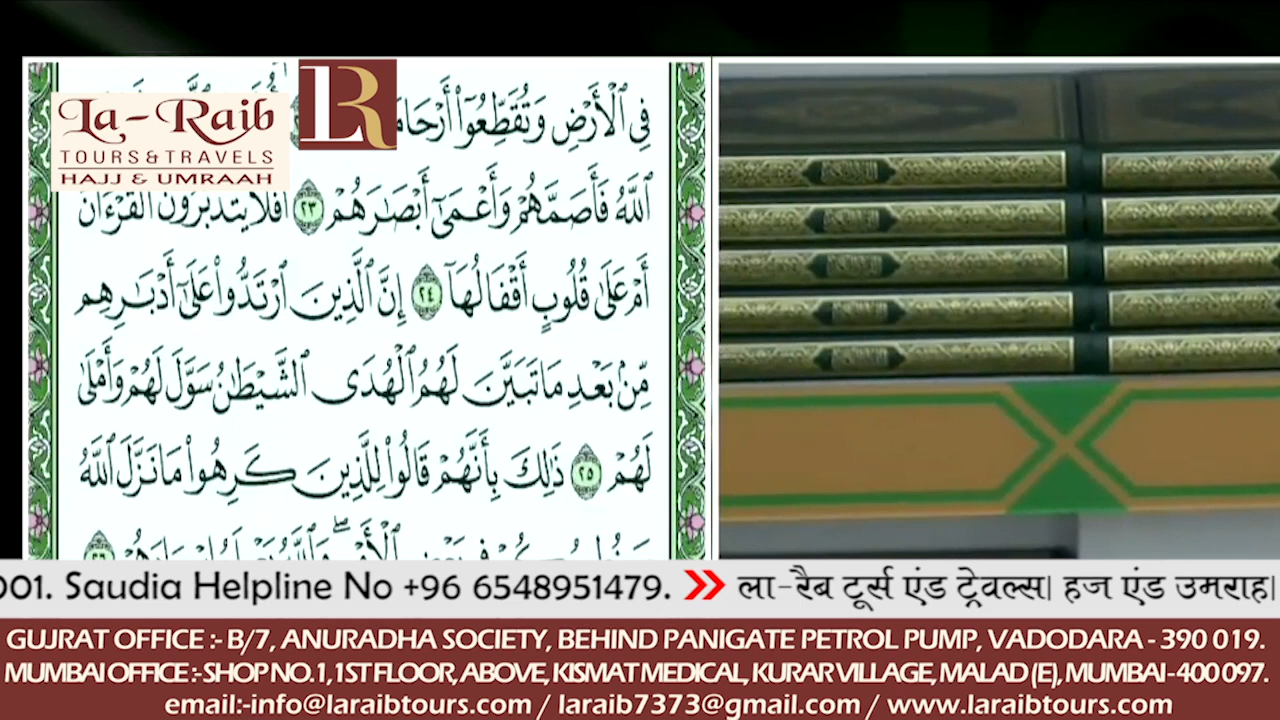 فِى ٱلْأَرْضِ وَتُقَطِّعُوٓا۟
La-Raib
TOURS & TRAVELS
HAJJ & UMRAAH
LR
ٱللَّهُ فَأَصَمَّهُمْ وَأَعْمَىٰٓ أَبْصَـٰرَهُمْ ٢٣ أَفَلَا يَتَدَبَّرُونَ ٱلْقُرْءَانَ
أَمْ عَلَىٰ قُلُوبٍ أَقْفَالُهَآ ٢٤ إِنَّ ٱلَّذِينَ ٱرْتَدُّوا۟ عَلَىٰٓ أَدْبَـٰرِهِم
مِّنۢ بَعْدِ مَا تَبَيَّنَ لَهُمُ ٱلْهُدَى ٱلشَّيْطَـٰنُ سَوَّلَ لَهُمْ وَأَمْلَىٰ
لَهُمْ ٢٥ ذَٰلِكَ بِأَنَّهُمْ قَالُوا۟ لِلَّذِينَ كَرِهُوا۟ مَا نَزَّلَ ٱللَّهُ
001. Saudia Helpline No +96 6548951479. » ला-रैब टूर्स एंड ट्रेवल्स| हज एंड उमराह|
GUJRAT OFFICE :- B/7, ANURADHA SOCIETY, BEHIND PANIGATE PETROL PUMP, VADODARA - 390 019.
MUMBAI OFFICE :- SHOP NO. 1, 1ST FLOOR, ABOVE, KISMAT MEDICAL, KURAR VILLAGE, MALAD (E), MUMBAI - 400 097.
email:-info@laraibtours.com / laraib7373@gmail.com / www.laraibtours.com